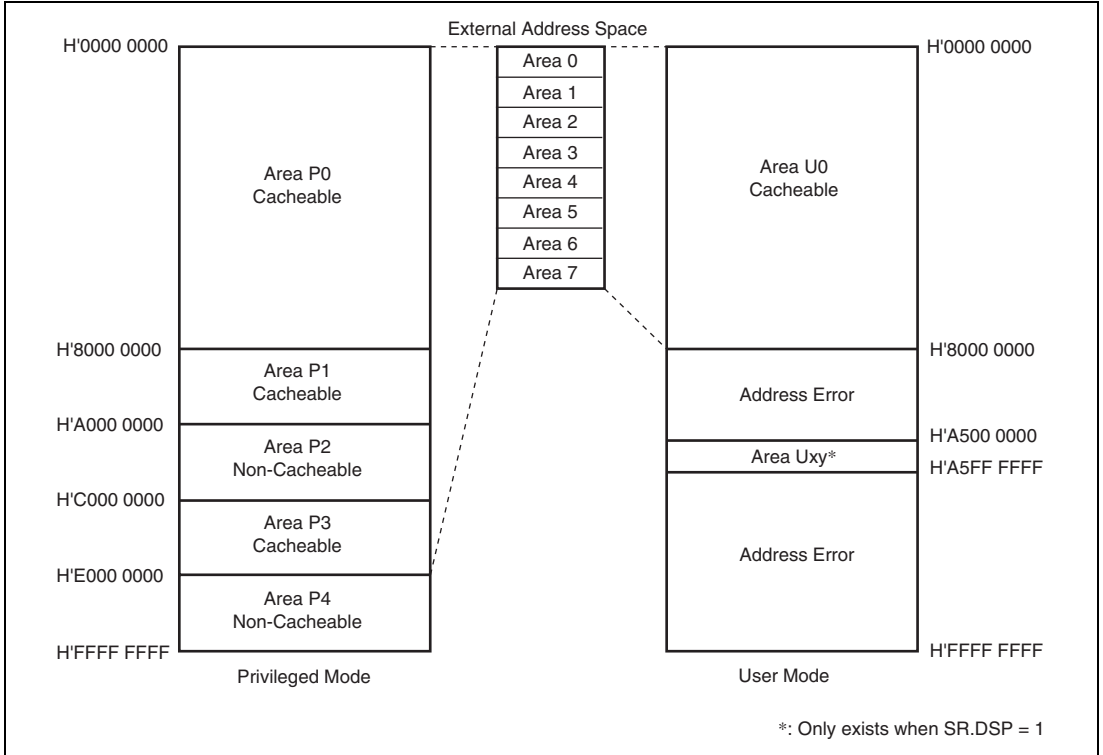 External Address Space
H'0000 0000
Area P0
Cacheable
H'8000 0000
Area P1
Cacheable
H'A000 0000
Area P2
Non-Cacheable
H'C000 0000
Area P3
Cacheable
H'E000 0000
Area P4
Non-Cacheable
H'FFFF FFFF
Privileged Mode
Area 0
Area 1
Area 2
Area 3
Area 4
Area 5
Area 6
Area 7
H'0000 0000
Area U0
Cacheable
H'8000 0000
Address Error
H'A500 0000
Area Uxy*
H'A5FF FFFF
Address Error
H'FFFF FFFF
User Mode
*: Only exists when SR.DSP = 1